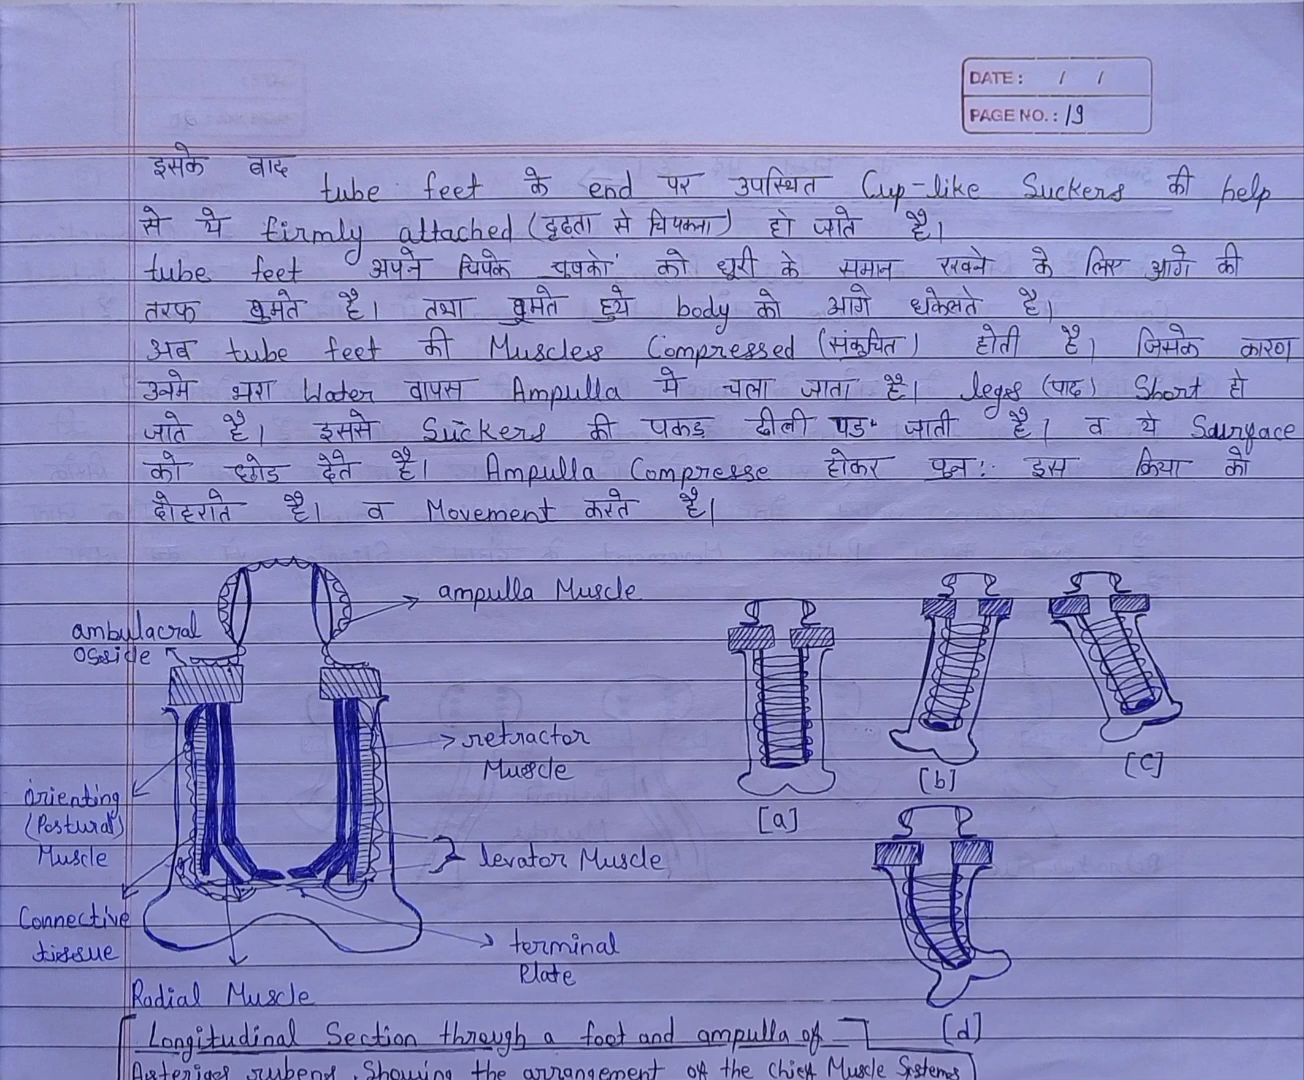 DATE: / /
PAGE NO.: 19
इसके बाद tube feet के end पर उपस्थित Cup-like Suckers की help
से ये firmly attached (दृढ़ता से चिपकना) हो जाते है।
tube feet अपने चिपके चूषको को धूरी के समान रखने के लिए आगे की
तरफ घुमते है। तथा घुमते हुये body को आगे धकेलते है।
अब tube feet की Muscles Compressed (संकुचित) होती है। जिसके कारण
उनमे भरा Water वापस Ampulla मे चला जाता है। leges (पाद) Short हो
जाते है। इससे Suckers की पकड ढीली पड जाती है। व ये Saurface
को छोड देते है। Ampulla Compresse होकर पुन: इस क्रिया को
दोहराते है। व Movement करते है।
ampulla Muscle
ambulacral
Osside
retractor
Muscle
Orienting
(Postural)
Muscle
levator Muscle
Connective
tissue
terminal
Plate
Radial Muscle
[a]
[b]
[c]
[d]
Longitudinal Section through a foot and ampulla of
Asterias rubens, Showing the arrangement of the chief Muscle Systems